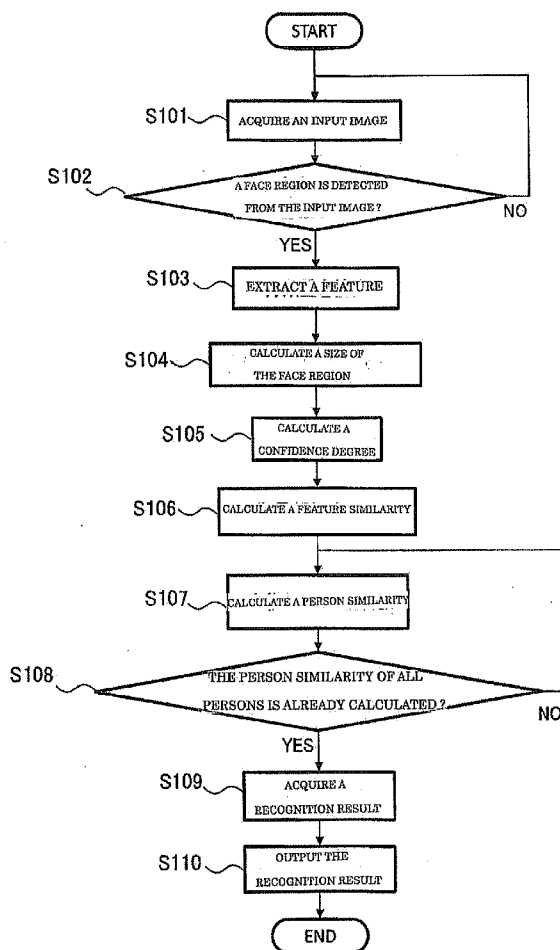 START
S101
ACQUIRE AN INPUT IMAGE
S102
A FACE REGION IS DETECTED
FROM THE INPUT IMAGE ?
NO
YES
S103
EXTRACT A FEATURE
S104
CALCULATE A SIZE OF
THE FACE REGION
S105
CALCULATE A
CONFIDENCE DEGREE
S106
CALCULATE A FEATURE SIMILARITY
S107
CALCULATE A PERSON SIMILARITY
S108
THE PERSON SIMILARITY OF ALL
PERSONS IS ALREADY CALCULATED ?
NO
YES
S109
ACQUIRE A
RECOGNITION RESULT
S110
OUTPUT THE
RECOGNITION RESULT
END